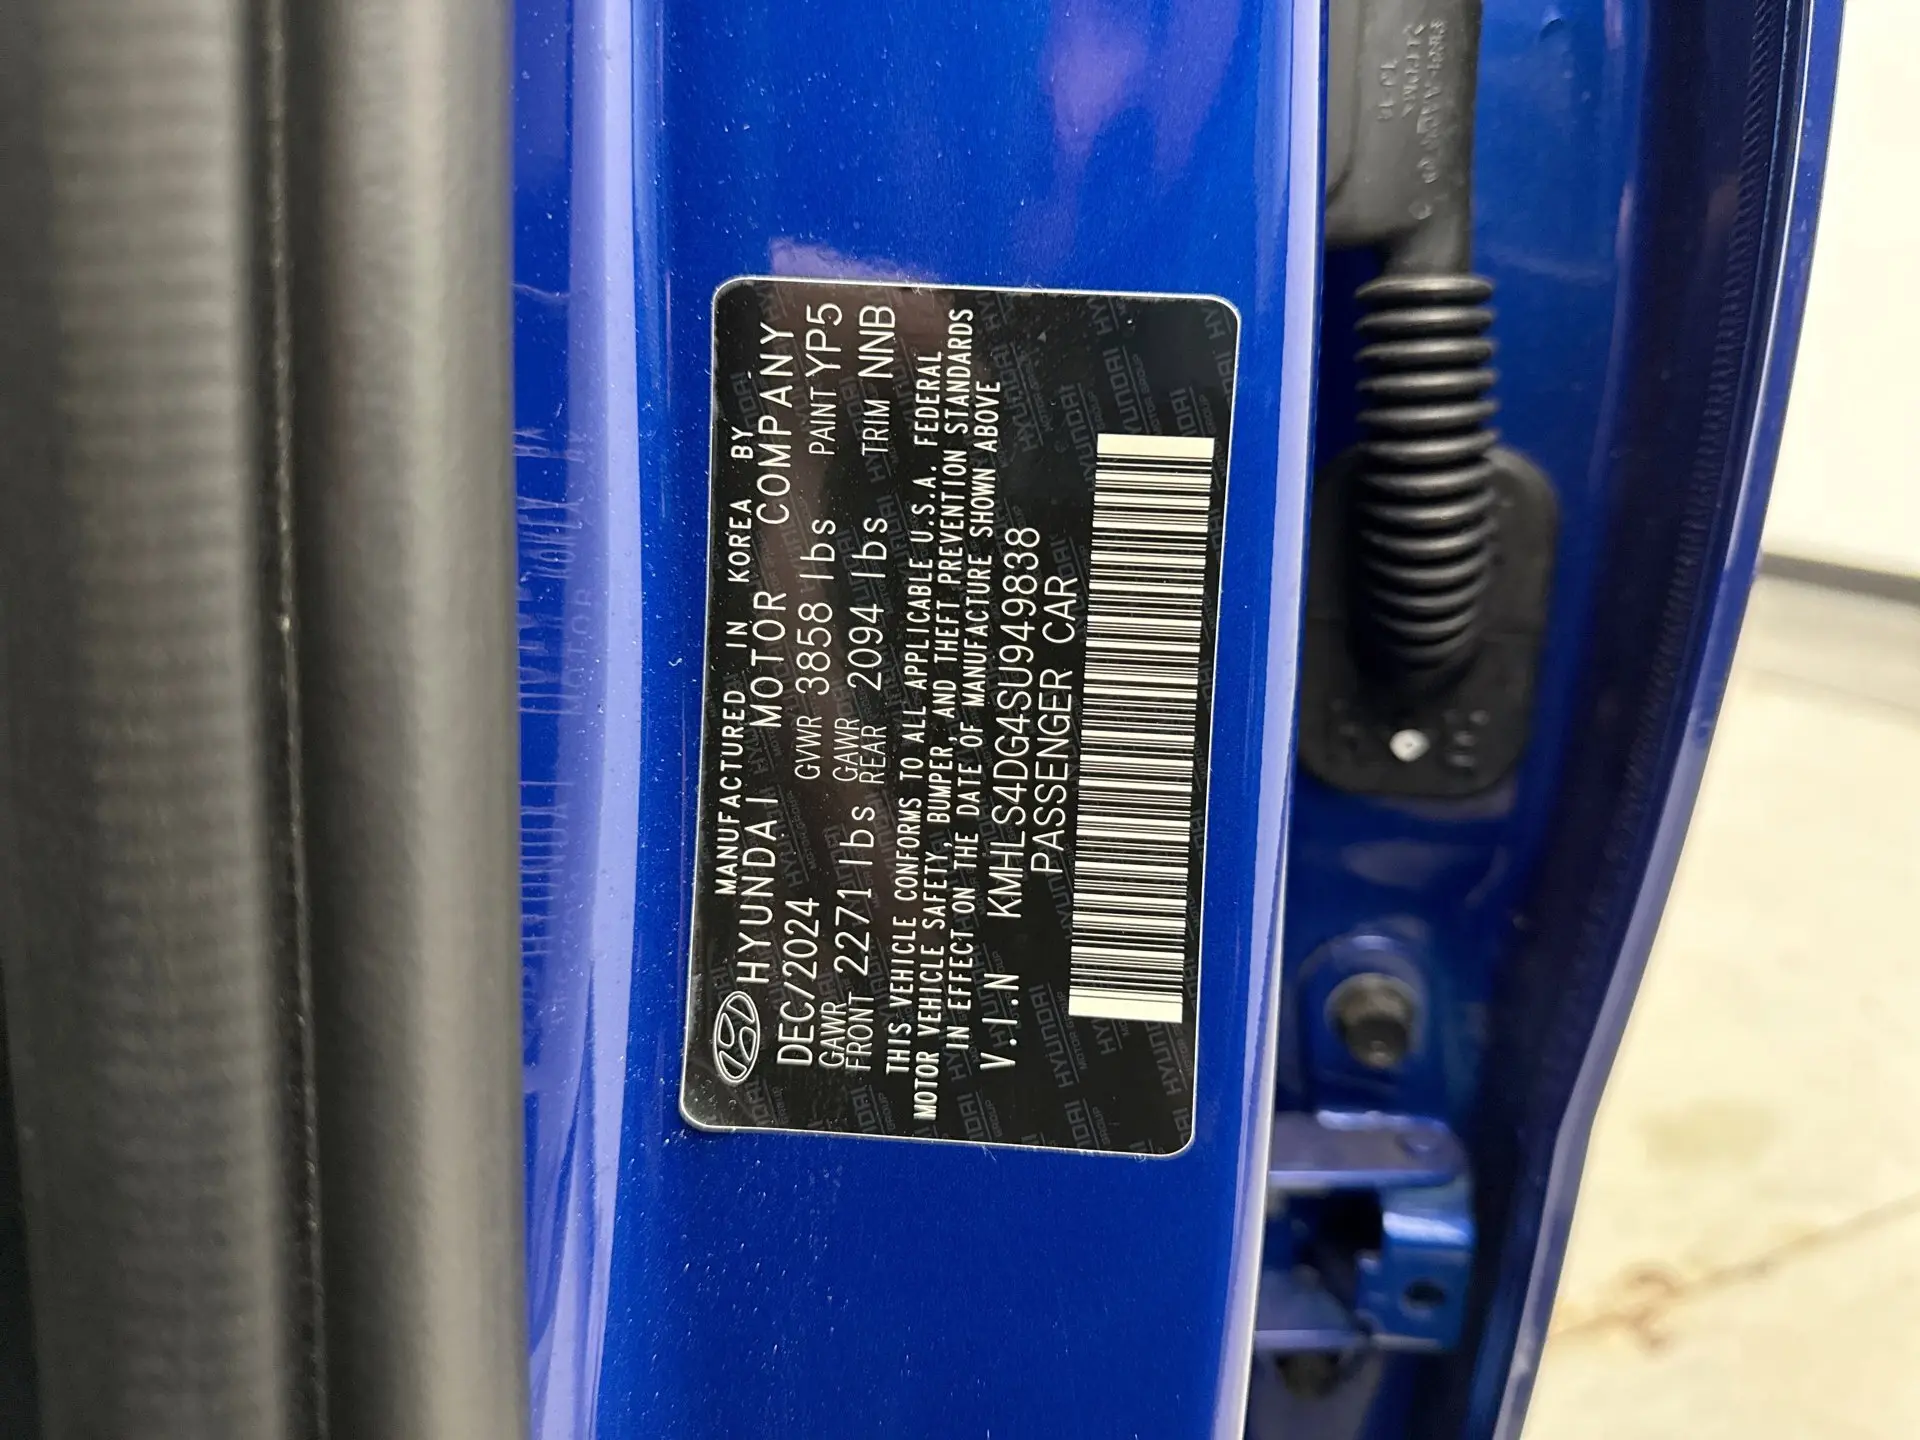 MANUFACTURED IN KOREA BY
HYUNDAI MOTOR COMPANY
DEC/2024 GVWR 3858 lbs PAINT YP5
GAWR FRONT 2271 lbs GAWR REAR 2094 lbs TRIM NNB
THIS VEHICLE CONFORMS TO ALL APPLICABLE U.S.A. FEDERAL
MOTOR VEHICLE SAFETY, BUMPER, AND THEFT PREVENTION STANDARDS
IN EFFECT ON THE DATE OF MANUFACTURE SHOWN ABOVE
V.I.N KMHLS4DG4SU949838
PASSENGER CAR